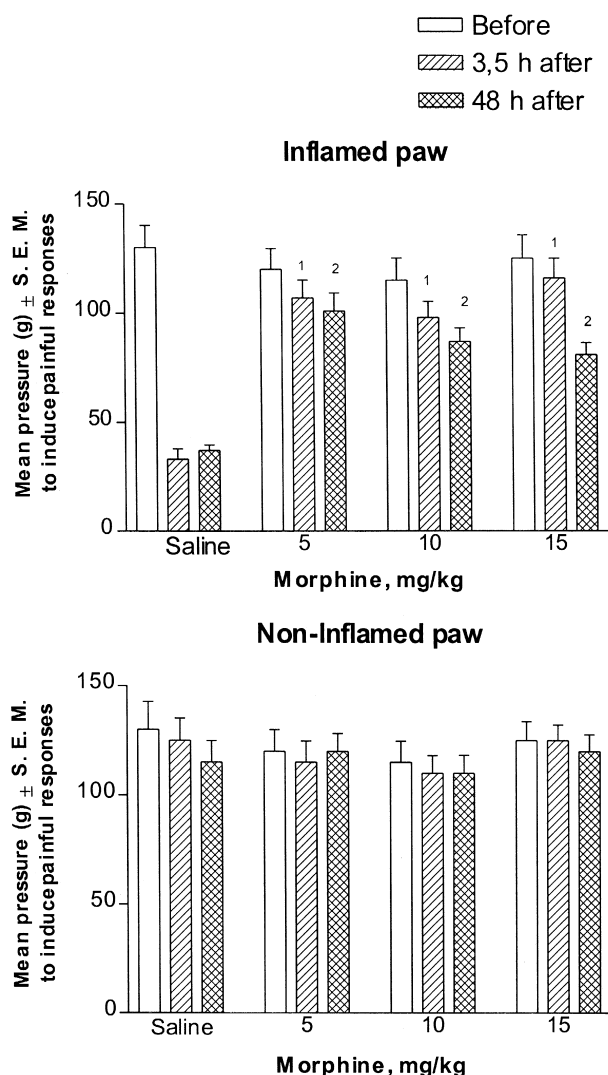 Before
3,5 h after
48 h after
Inflamed paw
Mean pressure (g) ± S. E. M.
to inducepainful responses
150
100
50
0
1
2
1
2
1
2
Saline
5
10
15
Morphine, mg/kg
Non-Inflamed paw
Mean pressure (g) ± S. E. M.
to inducepainful responses
150
100
50
0
Saline
5
10
15
Morphine, mg/kg